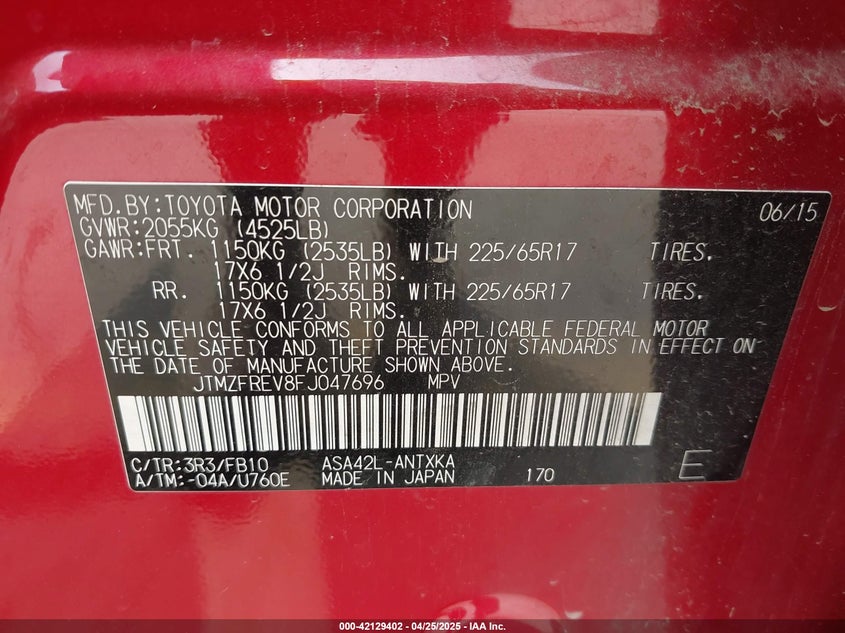 MFD.BY:TOYOTA MOTOR CORPORATION 06/15
GVWR:2055KG (4525LB)
GAWR:FRT. 1150KG (2535LB) WITH 225/65R17 TIRES.
17X6 1/2J RIMS.
RR. 1150KG (2535LB) WITH 225/65R17 TIRES.
17X6 1/2J RIMS.
THIS VEHICLE CONFORMS TO ALL APPLICABLE FEDERAL MOTOR
VEHICLE SAFETY AND THEFT PREVENTION STANDARDS IN EFFECT ON
THE DATE OF MANUFACTURE SHOWN ABOVE.
JTMZFREV8FJ047696 MPV
C/TR:3R3/FB10 ASA42L-ANTXKA
A/TM:-04A/U760E MADE IN JAPAN 170 E
000-42129402 - 04/25/2025 - IAA Inc.